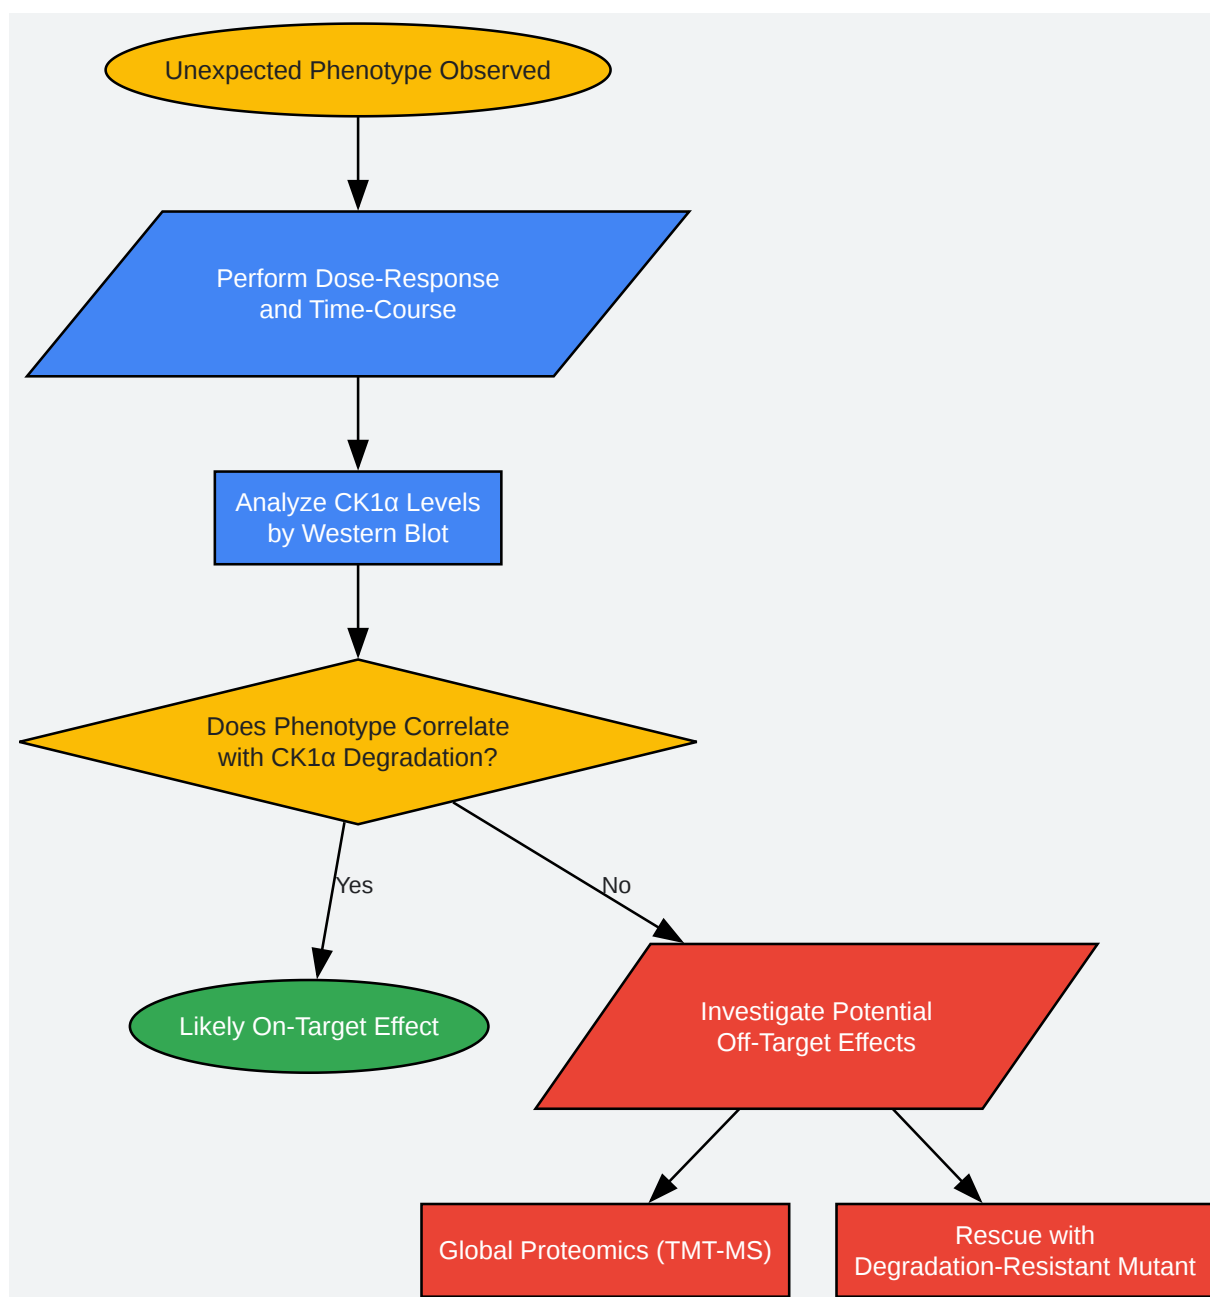 Unexpected Phenotype Observed
Perform Dose-Response
and Time-Course
Analyze CK1α Levels
by Western Blot
Does Phenotype Correlate
with CK1α Degradation?
Yes
No
Likely On-Target Effect
Investigate Potential
Off-Target Effects
Global Proteomics (TMT-MS)
Rescue with
Degradation-Resistant Mutant